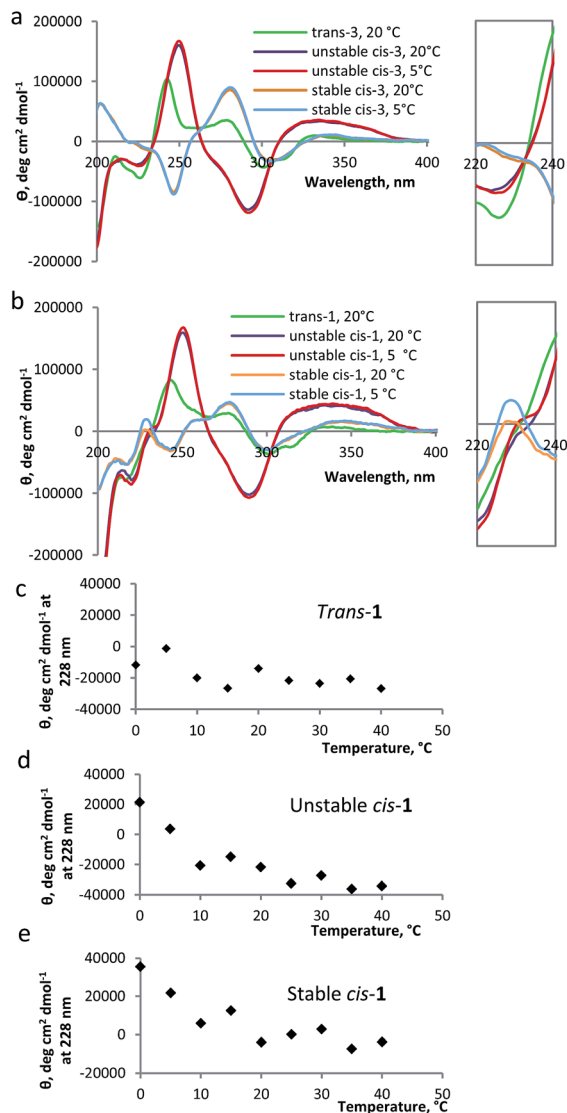 a
trans-3, 20 °C
unstable cis-3, 20°C
unstable cis-3, 5°C
stable cis-3, 20°C
stable cis-3, 5°C
200000
100000
0
-100000
-200000
200
250
300
350
400
Wavelength, nm
θ, deg cm² dmol⁻¹
220
240
b
trans-1, 20°C
unstable cis-1, 20 °C
unstable cis-1, 5 °C
stable cis-1, 20 °C
stable cis-1, 5 °C
200000
100000
0
-100000
-200000
200
250
300
350
400
Wavelength, nm
θ, deg cm² dmol⁻¹
220
240
c
Trans-1
40000
20000
0
-20000
-40000
0
10
20
30
40
50
Temperature, °C
θ, deg cm² dmol⁻¹ at
228 nm
d
Unstable cis-1
40000
20000
0
-20000
-40000
0
10
20
30
40
50
Temperature, °C
θ, deg cm² dmol⁻¹
at 228 nm
e
Stable cis-1
40000
20000
0
-20000
0
10
20
30
40
50
Temperature, °C
θ, deg cm² dmol⁻¹
at 228 nm